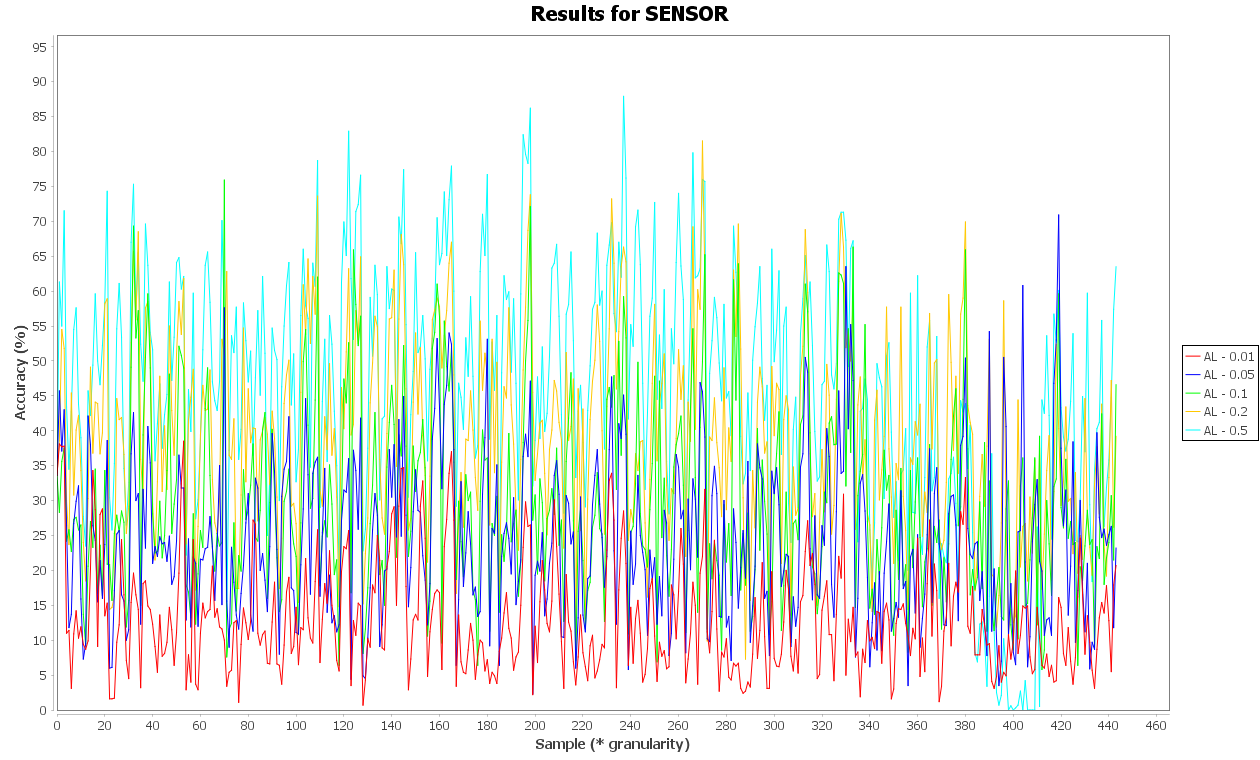 Results for SENSOR
Accuracy (%)
95
90
85
80
75
70
65
60
55
50
45
40
35
30
25
20
15
10
5
0
0 20 40 60 80 100 120 140 160 180 200 220 240 260 280 300 320 340 360 380 400 420 440 460
Sample (* granularity)
AL - 0.01
AL - 0.05
AL - 0.1
AL - 0.2
AL - 0.5